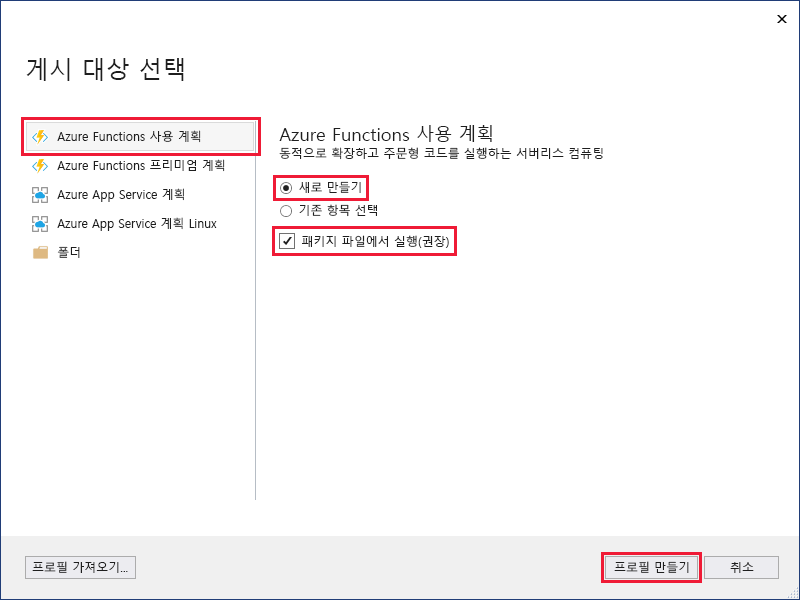 게시 대상 선택
Azure Functions 사용 계획
Azure Functions 프리미엄 계획
Azure App Service 계획
Azure App Service 계획 Linux
폴더
Azure Functions 사용 계획
동적으로 확장하고 주문형 코드를 실행하는 서버리스 컴퓨팅
새로 만들기
기존 항목 선택
패키지 파일에서 실행(권장)
프로필 가져오기...
프로필 만들기
취소